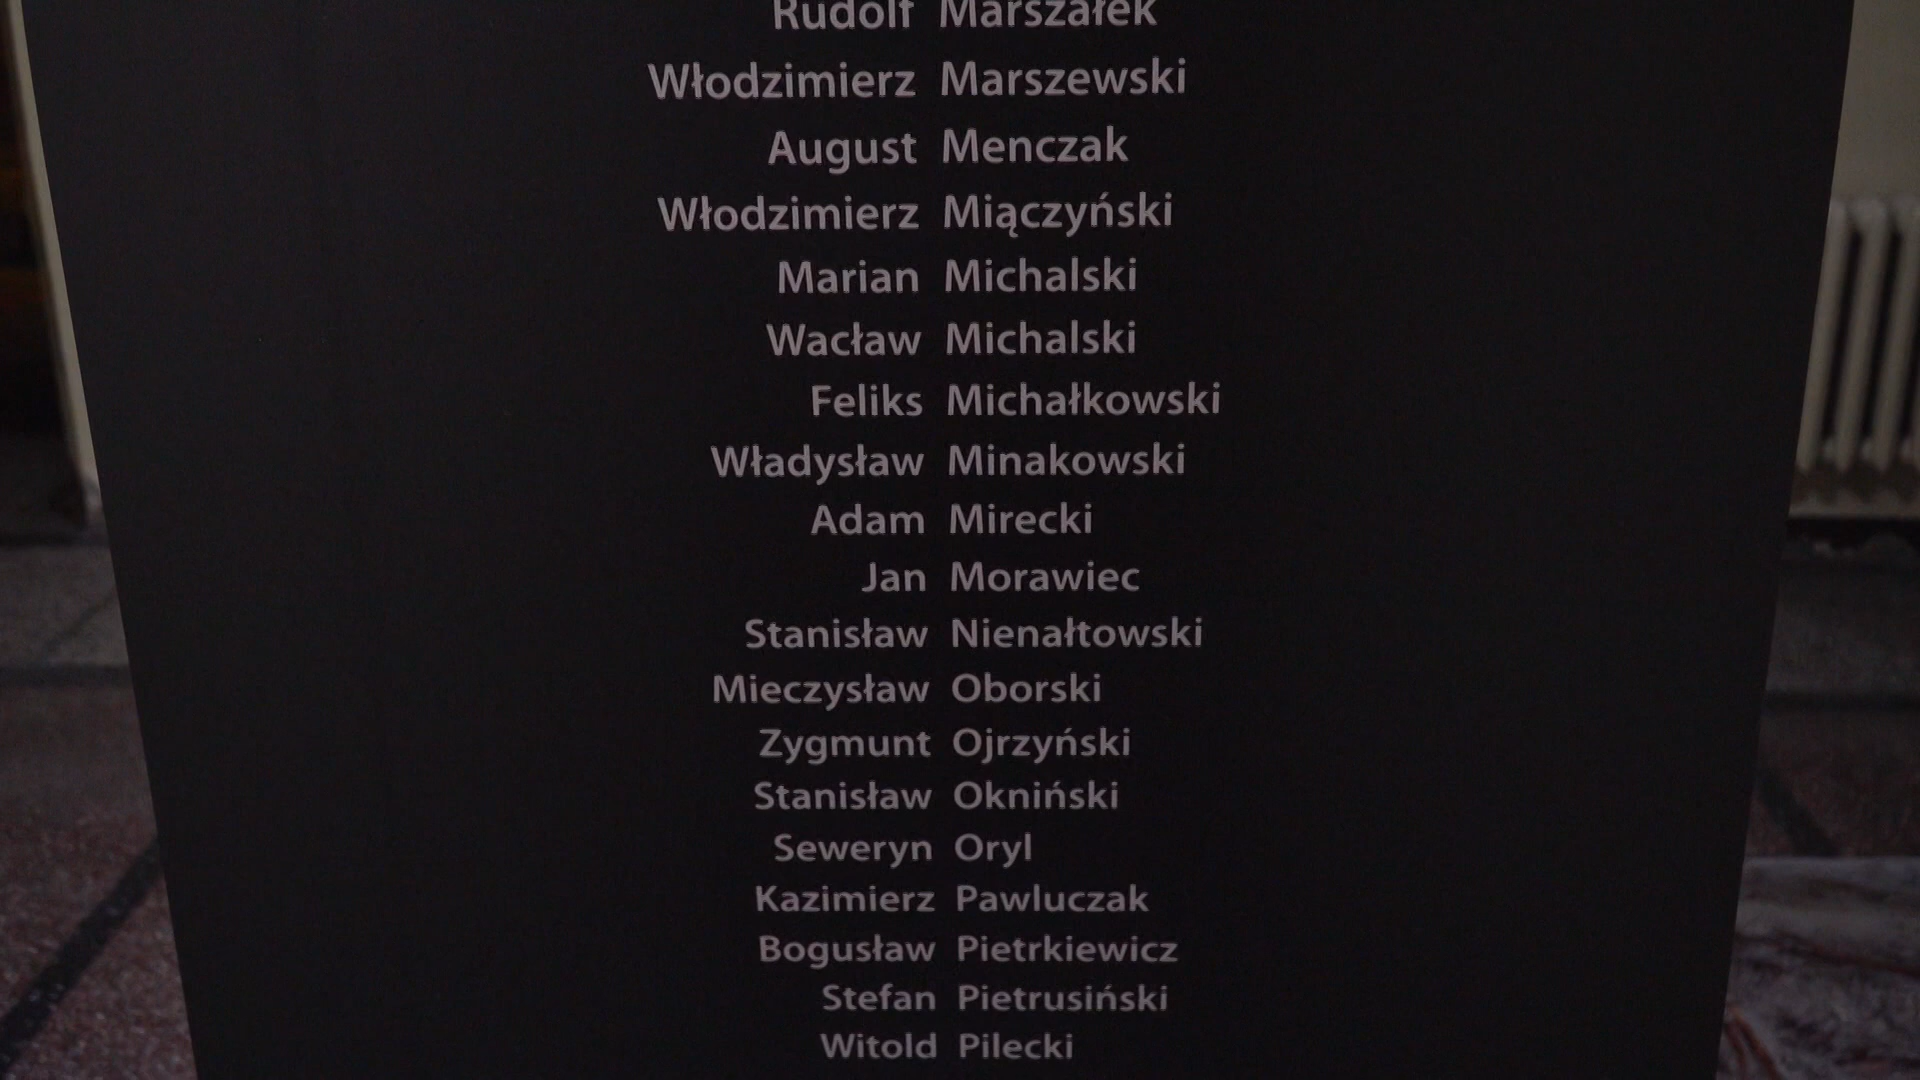 Rudolf Marszałek
Włodzimierz Marszewski
August Menczak
Włodzimierz Miączyński
Marian Michalski
Wacław Michalski
Feliks Michałkowski
Władysław Minakowski
Adam Mirecki
Jan Morawiec
Stanisław Nienałtowski
Mieczysław Oborski
Zygmunt Ojrzyński
Stanisław Okniński
Seweryn Oryl
Kazimierz Pawluczak
Bogusław Pietrkiewicz
Stefan Pietrusiński
Witold Pilecki